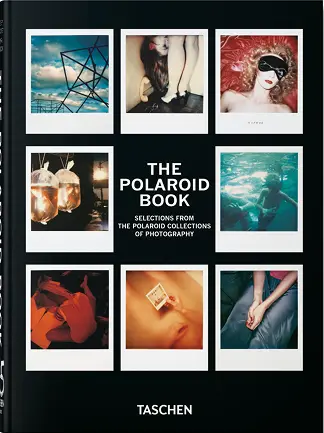 THE
POLAROID
BOOK
SELECTIONS FROM
THE POLAROID COLLECTIONS
OF PHOTOGRAPHY
TASCHEN